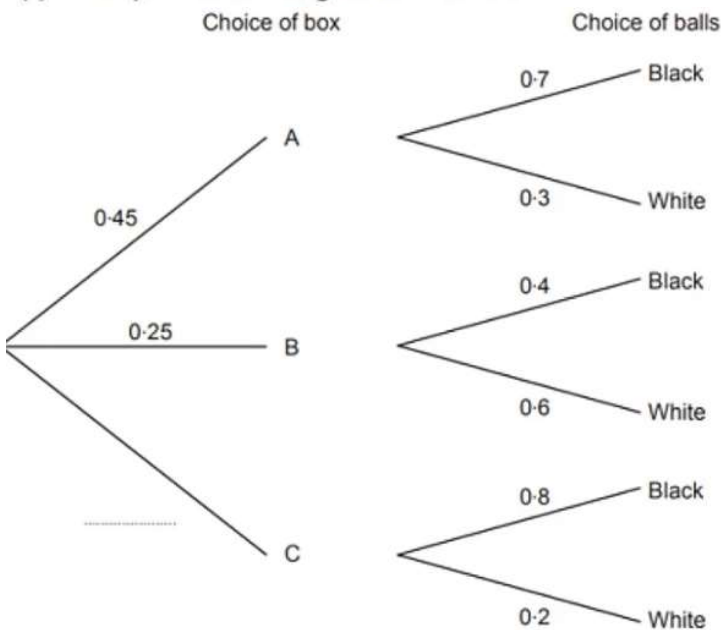 Choice of box Choice of balls
0·7 Black
A
0·45
0·3 White
0·4 Black
0·25
B
0·6 White
0·8 Black
C
0·2 White